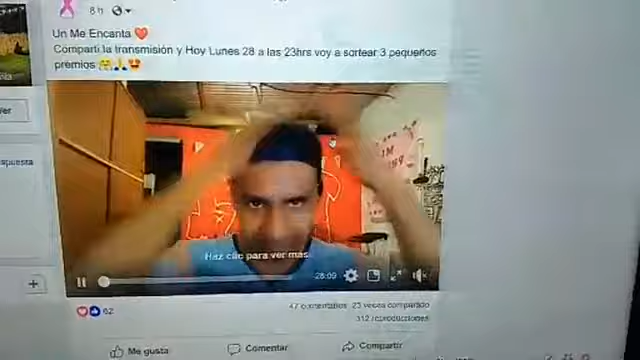 8 h
Un Me Encanta
Compartí la transmisión y Hoy Lunes 28 a las 23hrs voy a sortear 3 pequeños
premios
Haz clic para ver más
-28:09
62
47 comentarios 23 veces compartido
312 reproducciones
Me gusta
Comentar
Compartir